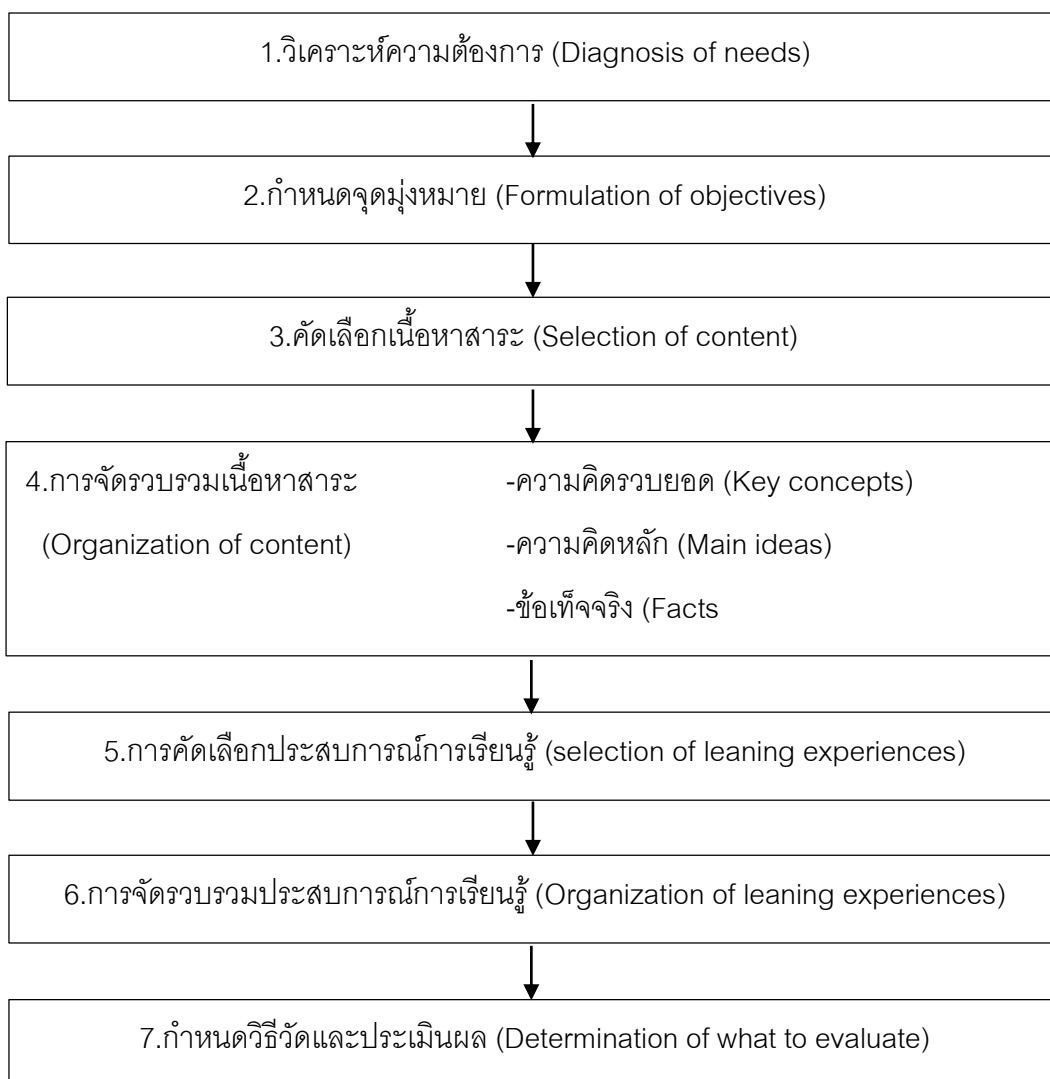 1.วิเคราะห์ความต้องการ (Diagnosis of needs)
2.กำหนดจุดมุ่งหมาย (Formulation of objectives)
3.คัดเลือกเนื้อหาสาระ (Selection of content)
4.การจัดรวบรวมเนื้อหาสาระ
(Organization of content)
-ความคิดรวบยอด (Key concepts)
-ความคิดหลัก (Main ideas)
-ข้อเท็จจริง (Facts
5.การคัดเลือกประสบการณ์การเรียนรู้ (selection of leaning experiences)
6.การจัดรวบรวมประสบการณ์การเรียนรู้ (Organization of leaning experiences)
7.กำหนดวิธีวัดและประเมินผล (Determination of what to evaluate)